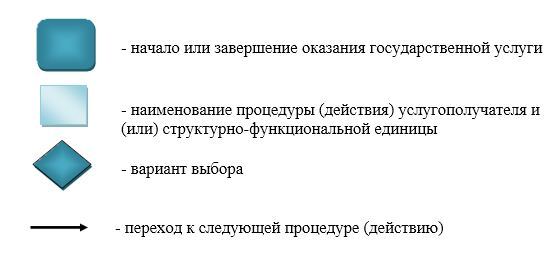 - начало или завершение оказания государственной услуги
- наименование процедуры (действия) услугополучателя и
(или) структурно-функциональной единицы
- вариант выбора
- переход к следующей процедуре (действию)